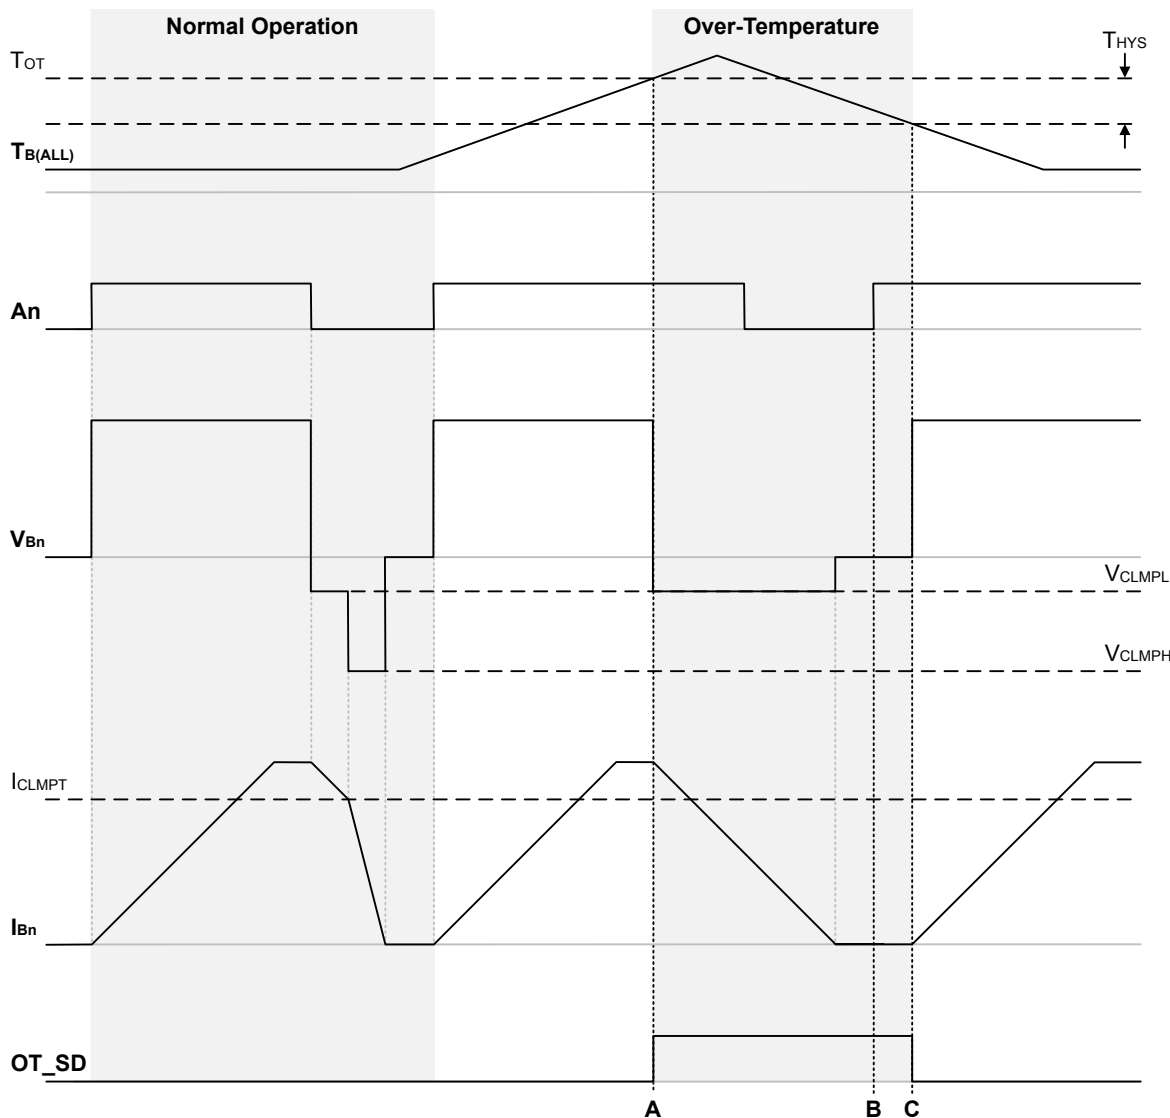 Normal Operation
Over-Temperature
THYS
TOT
TB(ALL)
An
VBn
VCLMPL
VCLMPH
ICLMPT
IBn
OT_SD
A
B
C